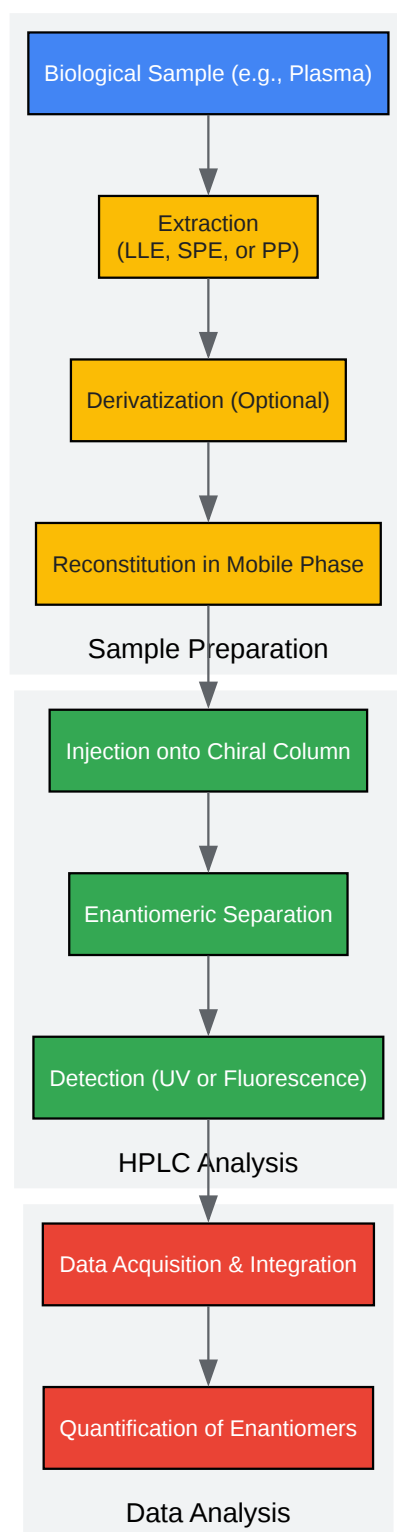 Biological Sample (e.g., Plasma)
Extraction
(LLE, SPE, or PP)
Derivatization (Optional)
Reconstitution in Mobile Phase
Sample Preparation
Injection onto Chiral Column
Enantiomeric Separation
Detection (UV or Fluorescence)
HPLC Analysis
Data Acquisition & Integration
Quantification of Enantiomers
Data Analysis